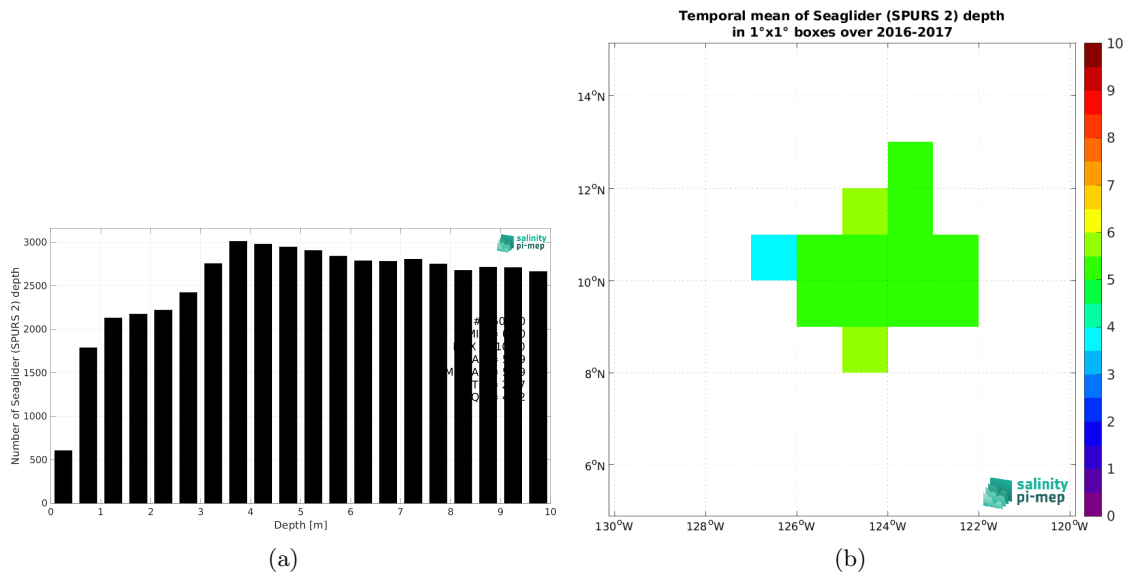 Number of Seaglider (SPURS 2) depth
3000
2500
2000
1500
1000
500
0
0 1 2 3 4 5 6 7 8 9 10
Depth [m]
salinity
pi-mep
(a)
Temporal mean of Seaglider (SPURS 2) depth
in 1°x1° boxes over 2016-2017
14°N
12°N
10°N
8°N
6°N
130°W 128°W 126°W 124°W 122°W 120°W
10
9
8
7
6
5
4
3
2
1
0
salinity
pi-mep
(b)